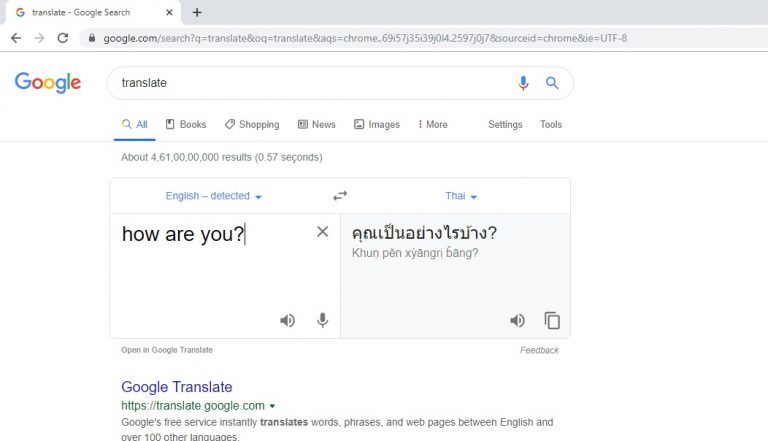 translate - Google Search
google.com/search?q=translate&oq=translate&aqs=chrome..69i57j35i39j0l4.2597j0j7&sourceid=chrome&ie=UTF-8
Google
translate
All Books Shopping News Images More Settings Tools
About 4,61,00,00,000 results (0.57 seçonds)
English – detected Thai
how are you?
คุณเป็นอย่างไรบ้าง?
Khuṇ pĕn xỳāngrị b̂āng?
Open in Google Translate Feedback
Google Translate
https://translate.google.com
Google's free service instantly translates words, phrases, and web pages between English and
over 100 other languages.